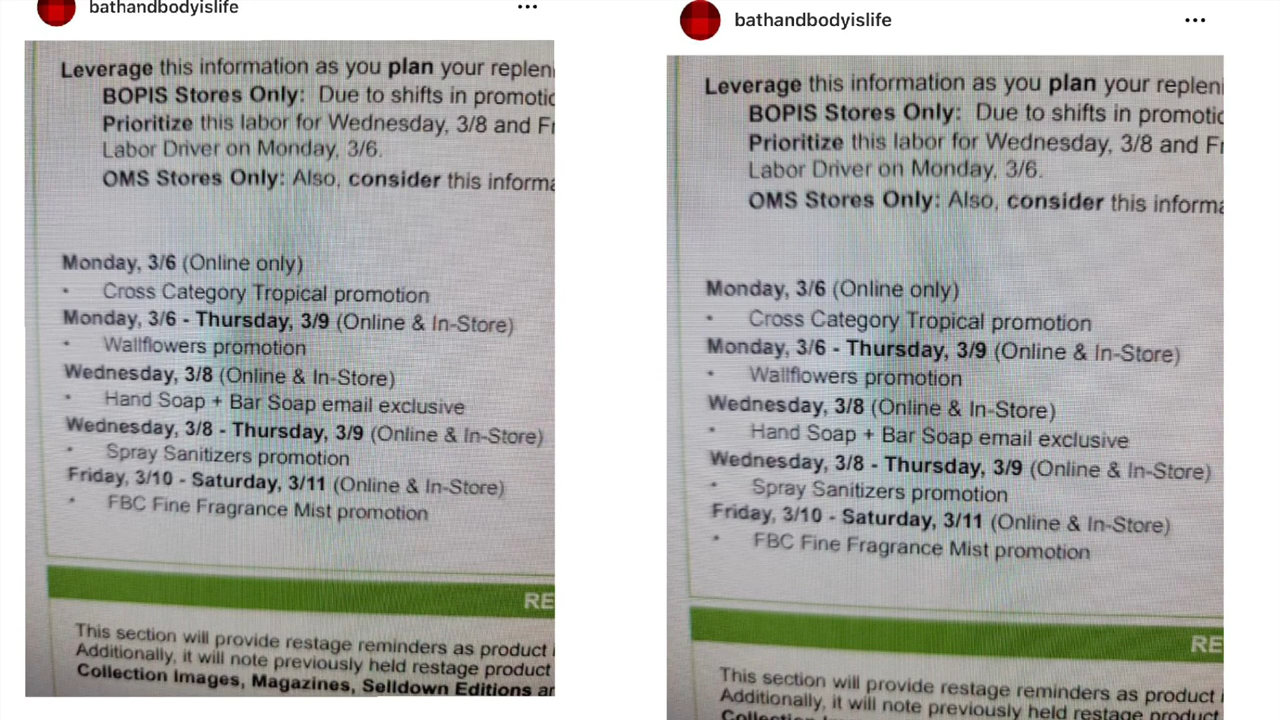 bathandbodyislife
Leverage this information as you plan your replen
BOPIS Stores Only: Due to shifts in promotic
Prioritize this labor for Wednesday, 3/8 and Fr
Labor Driver on Monday, 3/6.
OMS Stores Only: Also, consider this informa
Monday, 3/6 (Online only)
• Cross Category Tropical promotion
Monday, 3/6 - Thursday, 3/9 (Online & In-Store)
• Wallflowers promotion
Wednesday, 3/8 (Online & In-Store)
• Hand Soap + Bar Soap email exclusive
Wednesday, 3/8 - Thursday, 3/9 (Online & In-Store)
• Spray Sanitizers promotion
Friday, 3/10 - Saturday, 3/11 (Online & In-Store)
• FBC Fine Fragrance Mist promotion
RE
This section will provide restage reminders as product
Additionally, it will note previously held restage product
Collection Images, Magazines, Selldown Editions ar
bathandbodyislife
Leverage this information as you plan your repleni
BOPIS Stores Only: Due to shifts in promotic
Prioritize this labor for Wednesday, 3/8 and Fr
Labor Driver on Monday, 3/6.
OMS Stores Only: Also, consider this informa
Monday, 3/6 (Online only)
• Cross Category Tropical promotion
Monday, 3/6 - Thursday, 3/9 (Online & In-Store)
• Wallflowers promotion
Wednesday, 3/8 (Online & In-Store)
• Hand Soap + Bar Soap email exclusive
Wednesday, 3/8 - Thursday, 3/9 (Online & In-Store)
• Spray Sanitizers promotion
Friday, 3/10 - Saturday, 3/11 (Online & In-Store)
• FBC Fine Fragrance Mist promotion
RE
This section will provide restage reminders as product i
Additionally, it will note previously held restage product